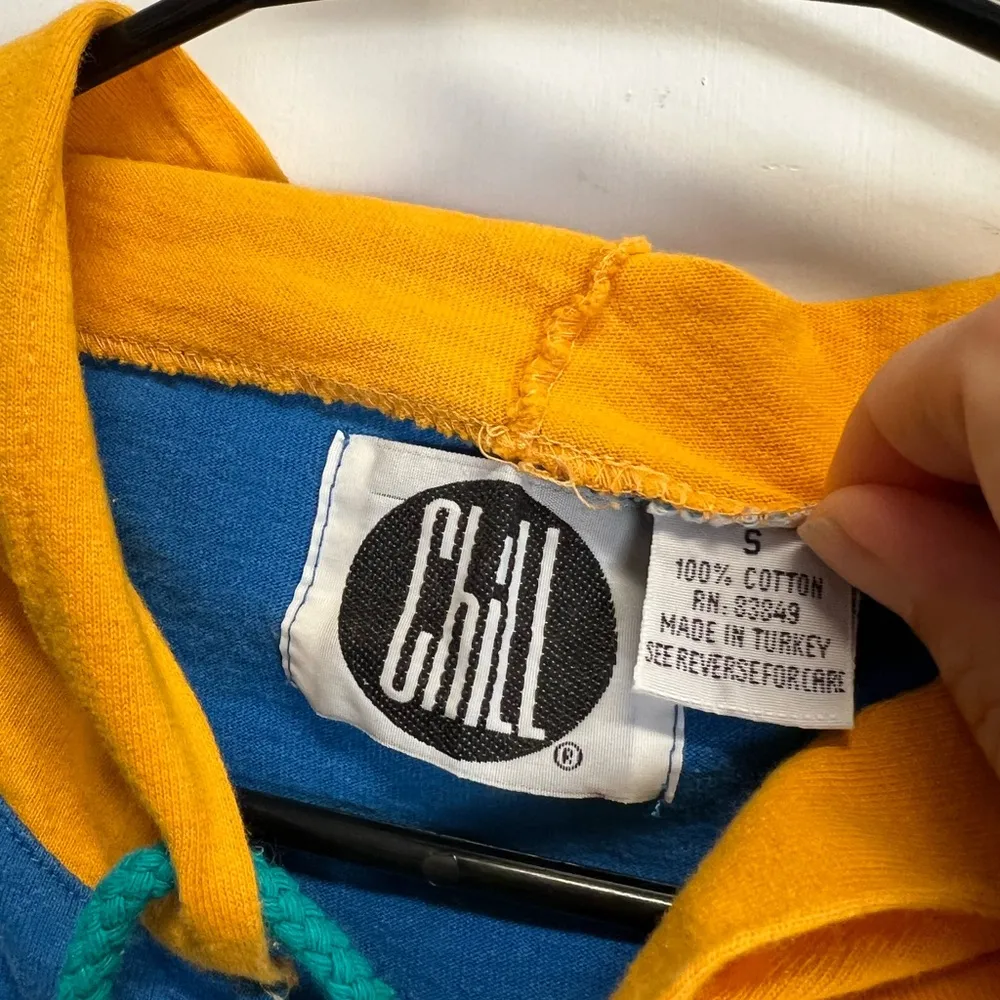 Chill
®
S
100% COTTON
RN: 83849
MADE IN TURKEY
SEE REVERSE FOR CARE